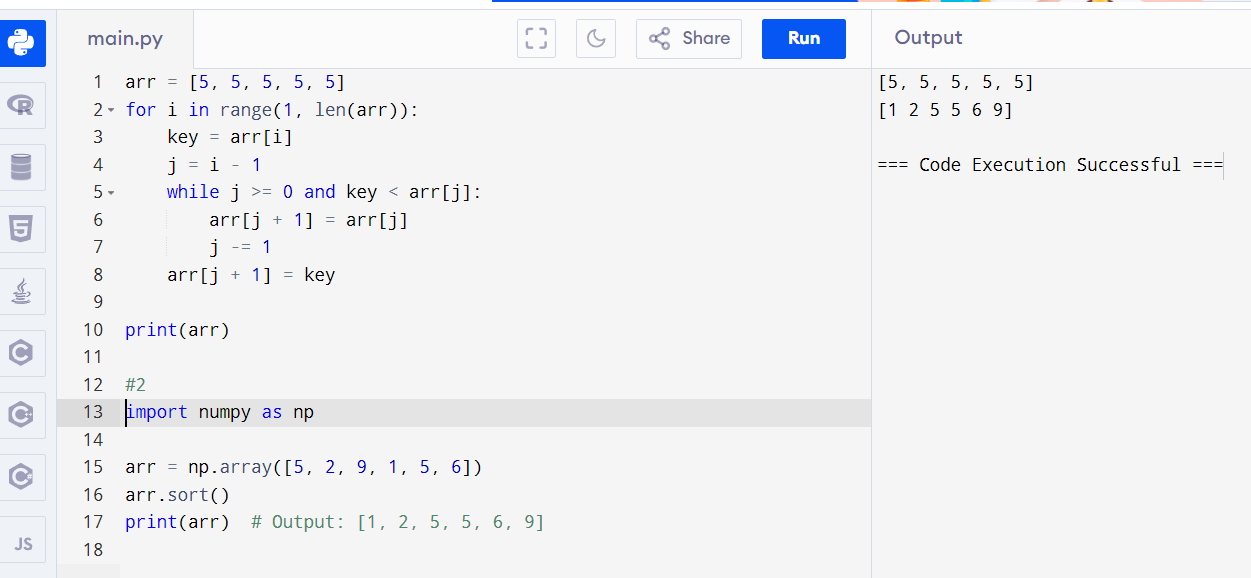 main.py
Share
Run
Output
1 arr = [5, 5, 5, 5, 5]
2 for i in range(1, len(arr)):
3     key = arr[i]
4     j = i - 1
5     while j >= 0 and key < arr[j]:
6         arr[j + 1] = arr[j]
7         j -= 1
8     arr[j + 1] = key
9
10 print(arr)
11
12 #2
13 import numpy as np
14
15 arr = np.array([5, 2, 9, 1, 5, 6])
16 arr.sort()
17 print(arr)  # Output: [1, 2, 5, 5, 6, 9]
18
[5, 5, 5, 5, 5]
[1 2 5 5 6 9]
=== Code Execution Successful ===
R
5
C
C
C
JS